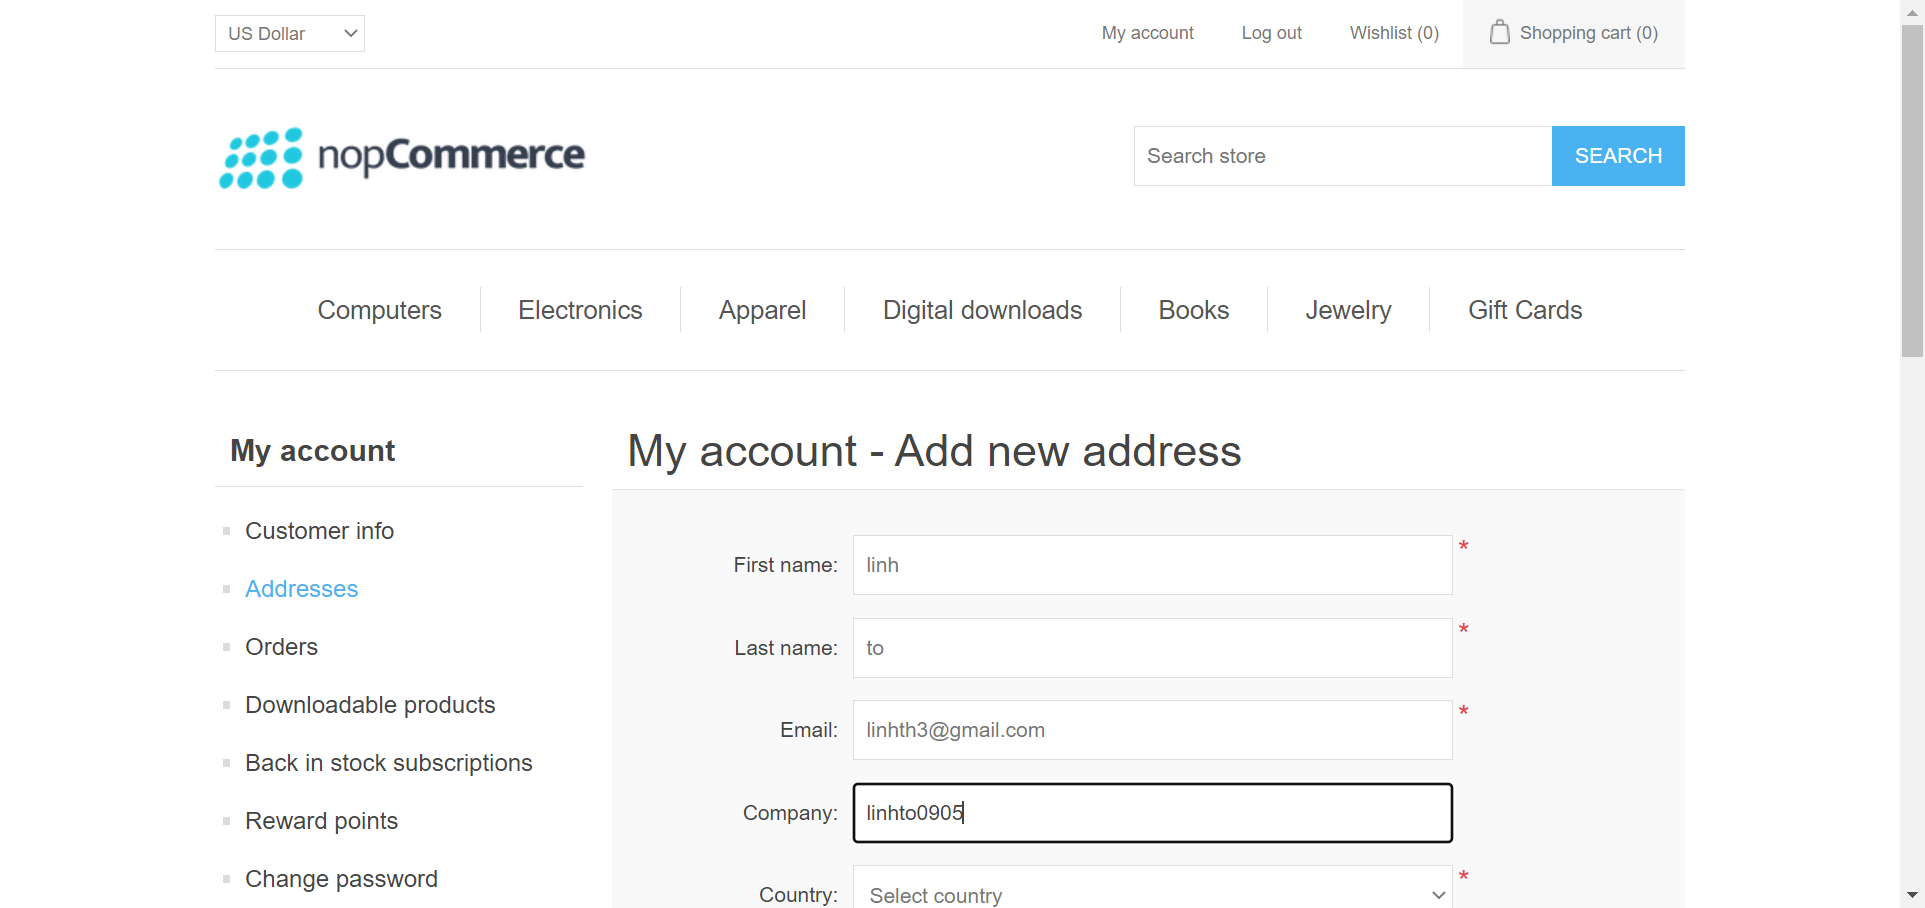 US Dollar
My account
Log out
Wishlist (0)
Shopping cart (0)
nopCommerce
Search store
SEARCH
Computers
Electronics
Apparel
Digital downloads
Books
Jewelry
Gift Cards
My account
Customer info
Addresses
Orders
Downloadable products
Back in stock subscriptions
Reward points
Change password
My account - Add new address
First name: linh *
Last name: to *
Email: linhth3@gmail.com *
Company: linhto0905
Country: Select country *